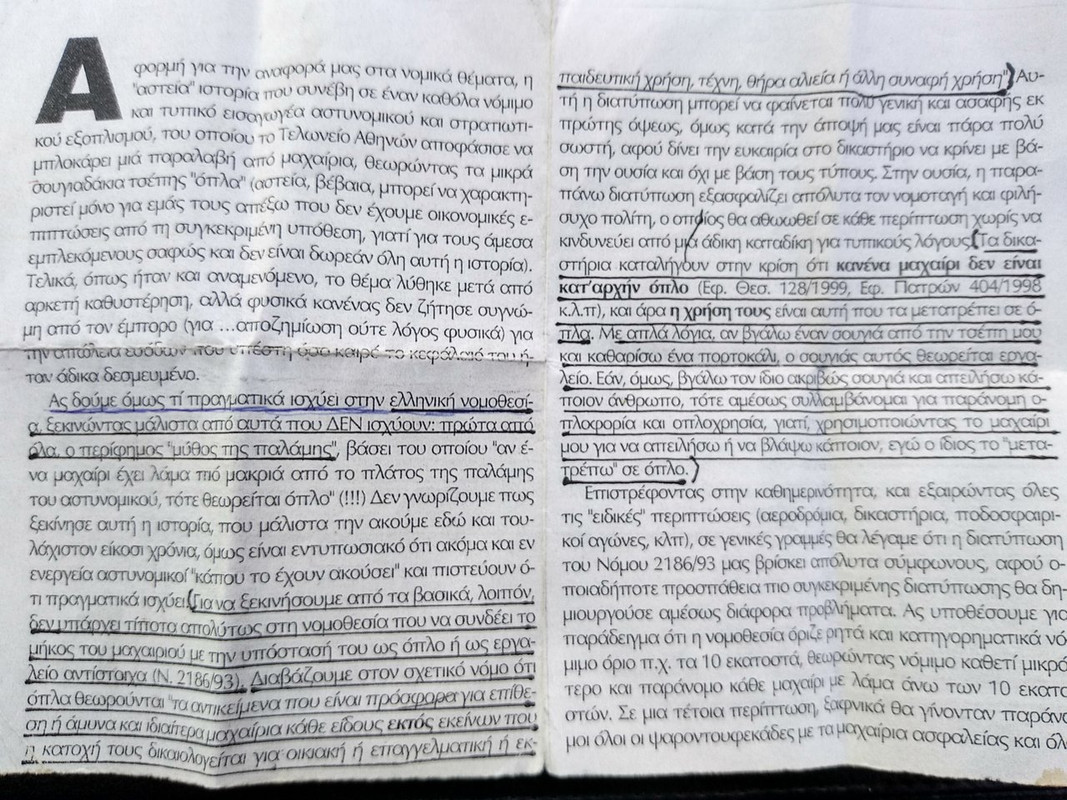 Αφορμή για την αναφορά μας στα νομικά θέματα, η
"αστεία" ιστορία που συνέβη σε έναν καθόλα νόμιμο
και τυπικό εισαγωγέα αστυνομικού και στρατιωτι-
κού εξοπλισμού, του οποίου το Τελωνείο Αθηνών αποφάσισε να
μπλοκάρει μιά παραλαβή από μαχαίρια, θεωρώντας τα μικρά
σουγιαδάκια τσέπης "όπλα" (αστεία, βέβαια, μπορεί να χαρακτη-
ριστεί μόνο για εμάς τους απέξω που δεν έχουμε οικονομικές ε-
πιπτώσεις από τη συγκεκριμένη υπόθεση, γιατί για τους άμεσα
εμπλεκόμενους σαφώς και δεν είναι δωρεάν όλη αυτή η ιστορία).
Τελικά, όπως ήταν και αναμενόμενο, το θέμα λύθηκε μετά από
αρκετή καθυστέρηση, αλλά φυσικά κανένας δεν ζήτησε συγνώ-
μη από τον έμπορο (για ...αποζημίωση ούτε λόγος φυσικά) για
την απώλεια εσόδων που υπέστη όσο καιρό το κεφάλαιό του ή-
ταν άδικα δεσμευμένο.
Ας δούμε όμως τί πραγματικά ισχύει στην ελληνική νομοθεσί-
α, ξεκινώντας μάλιστα από αυτά που ΔΕΝ ισχύουν: πρώτα από
όλα, ο περίφημος "μύθος της παλάμης", βάσει του οποίου "αν έ-
να μαχαίρι έχει λάμα πιό μακριά από το πλάτος της παλάμης
του αστυνομικού, τότε θεωρείται όπλο" (!!!) Δεν γνωρίζουμε πως
ξεκίνησε αυτή η ιστορία, που μάλιστα την ακούμε εδώ και του-
λάχιστον είκοσι χρόνια, όμως είναι εντυπωσιακό ότι ακόμα και εν
ενεργεία αστυνομικοί "κάπου το έχουν ακούσει" και πιστεύουν ό-
τι πραγματικά ισχύει. Για να ξεκινήσουμε από τα βασικά, λοιπόν,
δεν υπάρχει τίποτα απολύτως στη νομοθεσία που να συνδέει το
μήκος του μαχαιριού με την υπόστασή του ως όπλο ή ως εργα-
λείο αντίστοιχα (Ν. 2186/93). Διαβάζουμε στον σχετικό νόμο ότι
όπλα θεωρούνται "τα αντικείμενα που είναι πρόσφορα για επίθε-
ση ή άμυνα και ιδιαίτερα μαχαίρια κάθε είδους εκτός εκείνων που
η κατοχή τους δικαιολογείται για οικιακή ή επαγγελματική ή εκ-
παιδευτική χρήση, τέχνη, θήρα αλιεία ή άλλη συναφή χρήση". Αυ-
τή η διατύπωση μπορεί να φαίνεται πολύ γενική και ασαφής εκ
πρώτης όψεως, όμως κατά την άποψή μας είναι πάρα πολύ
σωστή, αφού δίνει την ευκαιρία στο δικαστήριο να κρίνει με βά-
ση την ουσία και όχι με βάση τους τύπους. Στην ουσία, η παρα-
πάνω διατύπωση εξασφαλίζει απόλυτα τον νομοταγή και φιλή-
συχο πολίτη, ο οποίος θα αθωωθεί σε κάθε περίπτωση χωρίς να
κινδυνεύει από μιά άδικη καταδίκη για τυπικούς λόγους. Τα δικα-
στήρια καταλήγουν στην κρίση ότι κανένα μαχαίρι δεν είναι
κατ'αρχήν όπλο (Εφ. Θεσ. 128/1999, Εφ. Πατρών 404/1998
κ.λ.π), και άρα η χρήση τους είναι αυτή που τα μετατρέπει σε ό-
πλα. Με απλά λόγια, αν βγάλω έναν σουγιά από την τσέπη μου
και καθαρίσω ένα πορτοκάλι, ο σουγιάς αυτός θεωρείται εργα-
λείο. Εάν, όμως, βγάλω τον ίδιο ακριβώς σουγιά και απειλήσω κά-
ποιον άνθρωπο, τότε αμέσως συλλαμβάνομαι για παράνομη ο-
πλοφορία και οπλοχρησία, γιατί, χρησιμοποιώντας το μαχαίρι
μου για να απειλήσω ή να βλάψω κάποιον, εγώ ο ίδιος το "μετα-
τρέπω" σε όπλο.
Επιστρέφοντας στην καθημερινότητα, και εξαιρώντας όλες
τις "ειδικές" περιπτώσεις (αεροδρόμια, δικαστήρια, ποδοσφαιρι-
κοί αγώνες, κλπ), σε γενικές γραμμές θα λέγαμε ότι η διατύπωση
του Νόμου 2186/93 μας βρίσκει απόλυτα σύμφωνους, αφού ο-
ποιαδήποτε προσπάθεια πιο συγκεκριμένης διατύπωσης θα δη-
μιουργούσε αμέσως διάφορα προβλήματα. Ας υποθέσουμε για
παράδειγμα ότι η νομοθεσία όριζε ρητά και κατηγορηματικά νό-
μιμο όριο π.χ. τα 10 εκατοστά, θεωρώντας νόμιμο καθετί μικρό
τερο και παράνομο κάθε μαχαίρι με λάμα άνω των 10 εκατο
στών. Σε μια τέτοια περίπτωση, ξαφνικά θα γίνονταν παράνο
μοι όλοι οι ψαροντουφεκάδες με τα μαχαίρια ασφαλείας και όλ